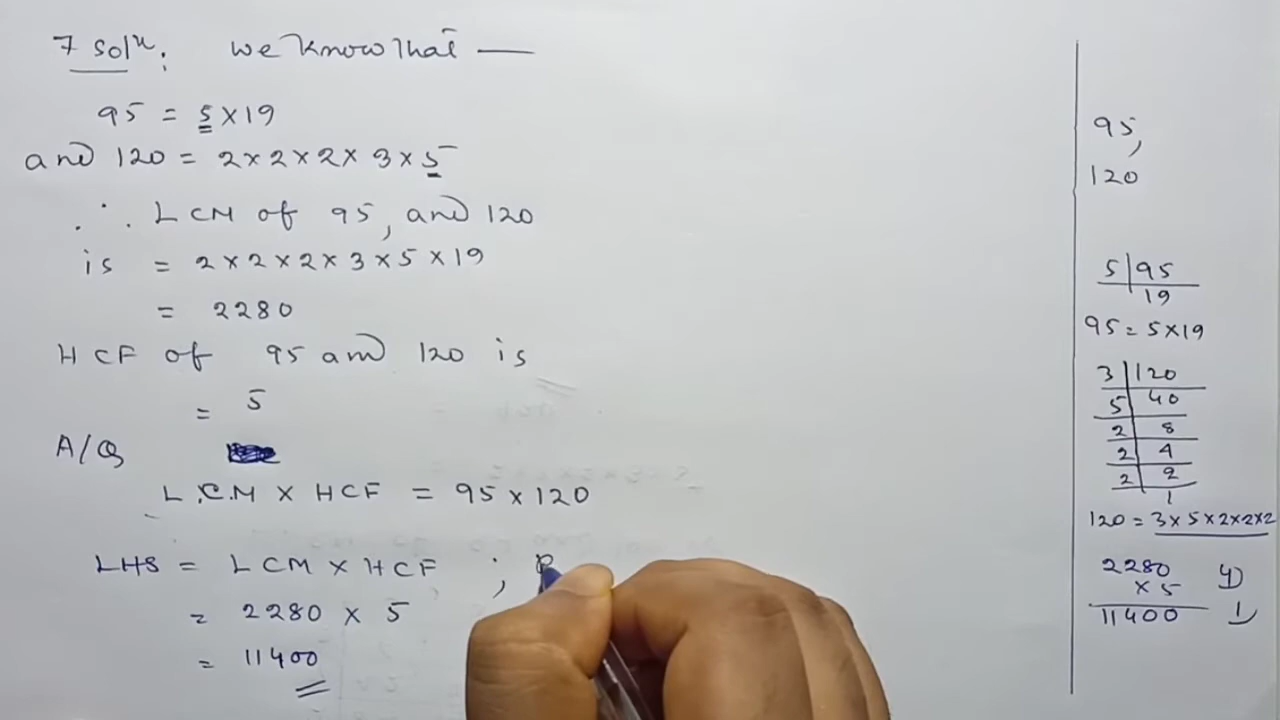 7 Solⁿ: We know that —
95 = 5 × 19
and 120 = 2 × 2 × 2 × 3 × 5
∴ LCM of 95, and 120
is = 2 × 2 × 2 × 3 × 5 × 19
= 2280
HCF of 95 and 120 is
= 5
A/Q
L.C.M × HCF = 95 × 120
LHS = LCM × HCF ; R
= 2280 × 5
= 11400
95,
120
5 | 95
19
95 = 5 × 19
3 | 120
5 | 40
2 | 8
2 | 4
2 | 2
1
120 = 3 × 5 × 2 × 2 × 2
2280 4)
× 5
11400 1)